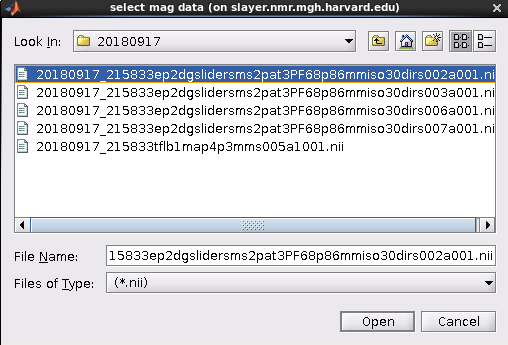 select mag data (on slayer.nmr.mgh.harvard.edu)
Look In: 20180917
20180917_215833ep2dgslidersms2pat3PF68p86mmiso30dirs002a001.nii
20180917_215833ep2dgslidersms2pat3PF68p86mmiso30dirs003a001.nii
20180917_215833ep2dgslidersms2pat3PF68p86mmiso30dirs006a001.nii
20180917_215833ep2dgslidersms2pat3PF68p86mmiso30dirs007a001.nii
20180917_215833tflb1map4p3mms005a1001.nii
File Name: 15833ep2dgslidersms2pat3PF68p86mmiso30dirs002a001.nii
Files of Type: (*.nii)
Open Cancel